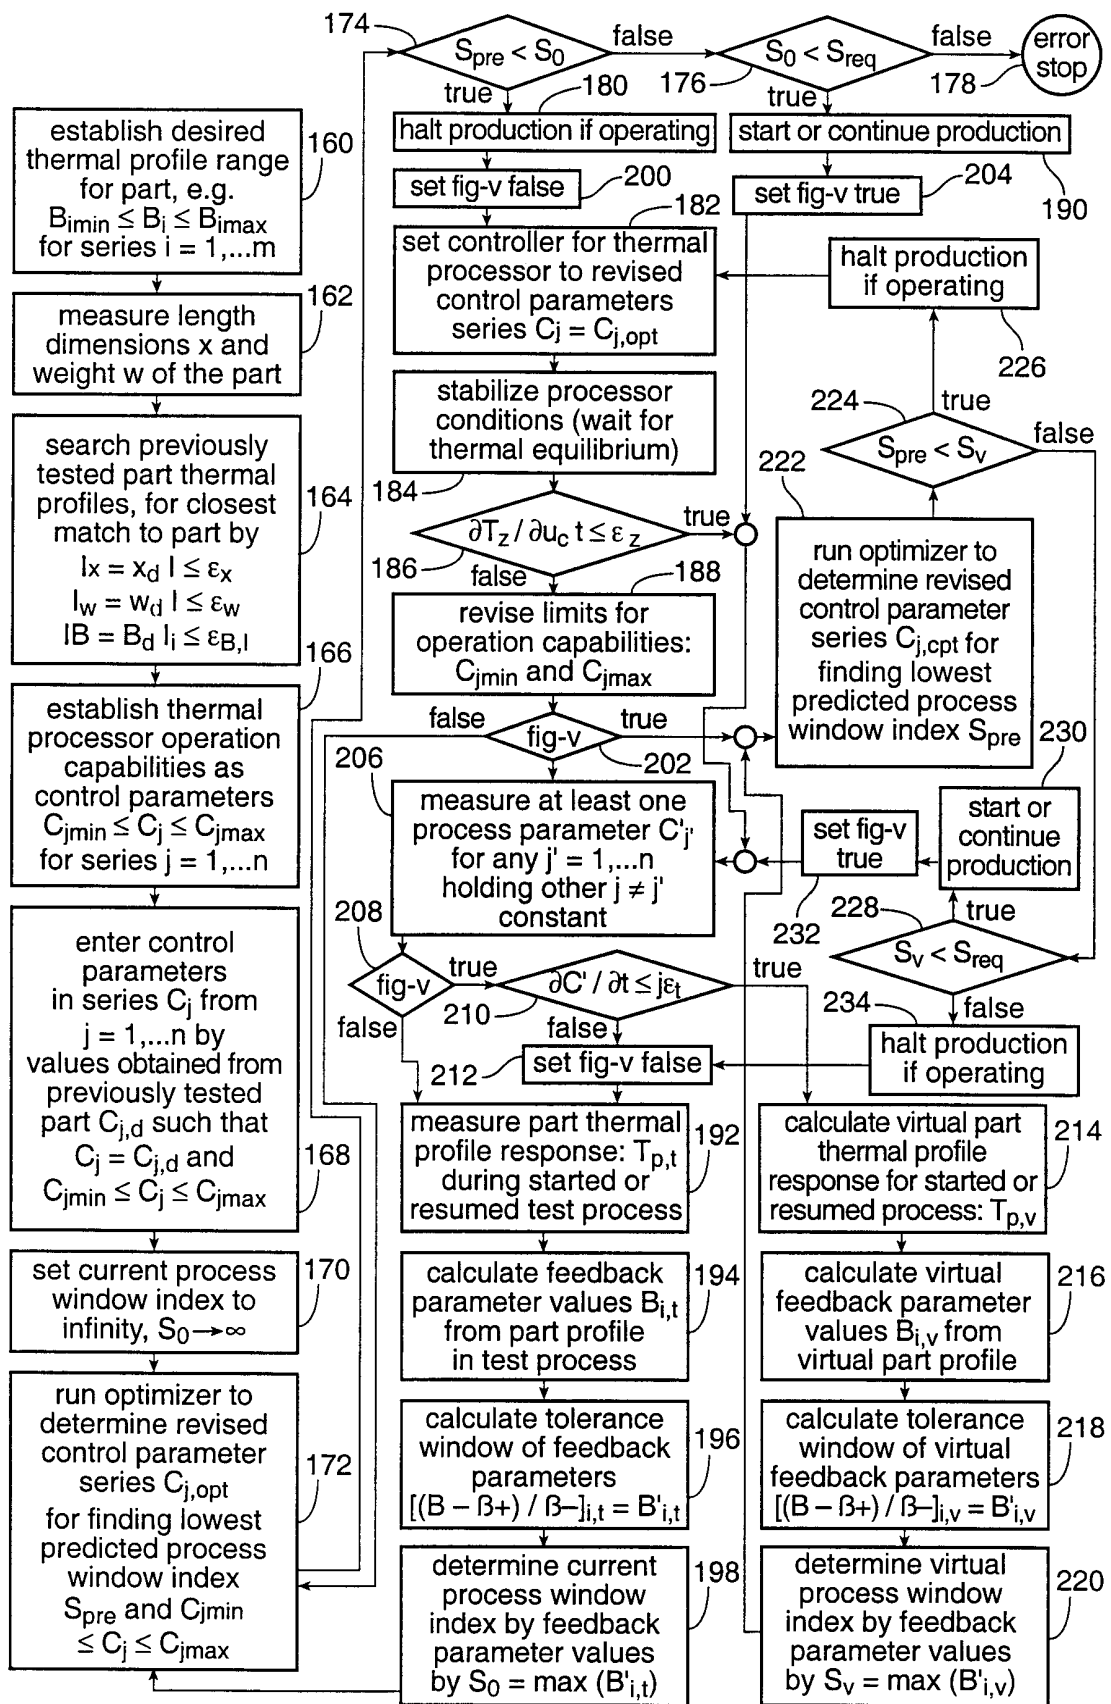 174
S_pre < S_0
false
true
S_0 < S_req
176
false
true
error
stop
178
establish desired
thermal profile range
for part, e.g.
B_imin ≤ B_i ≤ B_imax
for series i = 1,...m
160
measure length
dimensions x and
weight w of the part
162
search previously
tested part thermal
profiles, for closest
match to part by
Ix = x_d I ≤ ε_x
I_w = w_d I ≤ ε_w
IB = B_d I_i ≤ ε_B,I
164
establish thermal
processor operation
capabilities as
control parameters
C_jmin ≤ C_j ≤ C_jmax
for series j = 1,...n
166
enter control
parameters
in series C_j from
j = 1,...n by
values obtained from
previously tested
part C_j,d such that
C_j = C_j,d and
C_jmin ≤ C_j ≤ C_jmax
168
set current process
window index to
infinity, S_0→∞
170
run optimizer to
determine revised
control parameter
series C_j,opt
for finding lowest
predicted process
window index
S_pre and C_jmin
≤ C_j ≤ C_jmax
172
180
halt production if operating
set fig-v false
200
182
set controller for thermal
processor to revised
control parameters
series C_j = C_j,opt
stabilize processor
conditions (wait for
thermal equilibrium)
184
∂T_z / ∂u_c t ≤ ε_z
true
186
false
188
revise limits for
operation capabilities:
C_jmin and C_jmax
false
fig-v
true
202
206
measure at least one
process parameter C'_j'
for any j' = 1,...n
holding other j ≠ j'
constant
208
fig-v
true
false
∂C' / ∂t ≤ jε_t
true
210
false
set fig-v false
212
measure part thermal
profile response: T_p,t
during started or
resumed test process
192
calculate feedback
parameter values B_i,t
from part profile
in test process
194
calculate tolerance
window of feedback
parameters
[(B – ß+) / ß–]_i,t = B'_i,t
196
determine current
process window
index by feedback
parameter values
by S_0 = max (B'_i,t)
198
start or continue production
190
set fig-v true
204
halt production
if operating
226
224
true
S_pre < S_v
false
222
run optimizer to
determine revised
control parameter
series C_j,cpt for
finding lowest
predicted process
window index S_pre
230
start or
continue
production
set fig-v
true
232
228
true
S_v < S_req
false
234
halt production
if operating
calculate virtual part
thermal profile
response for started or
resumed process: T_p,v
214
calculate virtual
feedback parameter
values B_i,v from
virtual part profile
216
calculate tolerance
window of virtual
feedback parameters
[(B – ß+) / ß–]_i,v = B'_i,v
218
determine virtual
process window
index by feedback
parameter values
by S_v = max (B'_i,v)
220